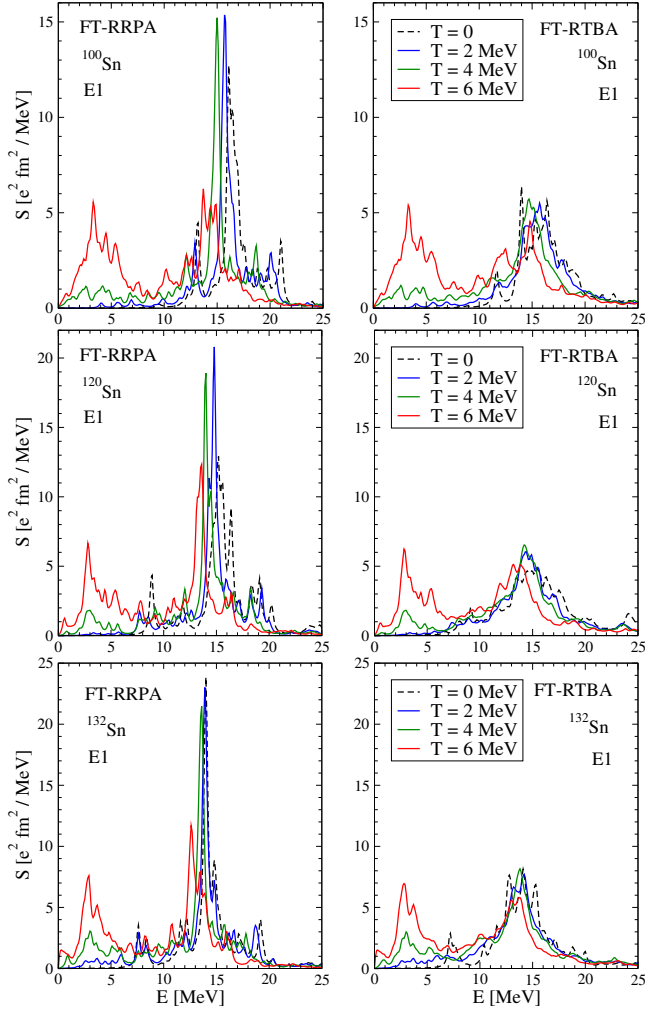 FT-RRPA
100Sn
E1
S [e2 fm2 / MeV]
15
10
5
0
0 5 10 15 20 25
T = 0
T = 2 MeV
T = 4 MeV
T = 6 MeV
FT-RTBA
100Sn
E1
15
10
5
0
0 5 10 15 20 25
FT-RRPA
120Sn
E1
S [e2 fm2 / MeV]
20
15
10
5
0
0 5 10 15 20 25
T = 0
T = 2 MeV
T = 4 MeV
T = 6 MeV
FT-RTBA
120Sn
E1
20
15
10
5
0
0 5 10 15 20 25
FT-RRPA
132Sn
E1
S [e2 fm2 / MeV]
25
20
15
10
5
0
0 5 10 15 20 25
E [MeV]
T = 0 MeV
T = 2 MeV
T = 4 MeV
T = 6 MeV
FT-RTBA
132Sn
E1
25
20
15
10
5
0
0 5 10 15 20 25
E [MeV]